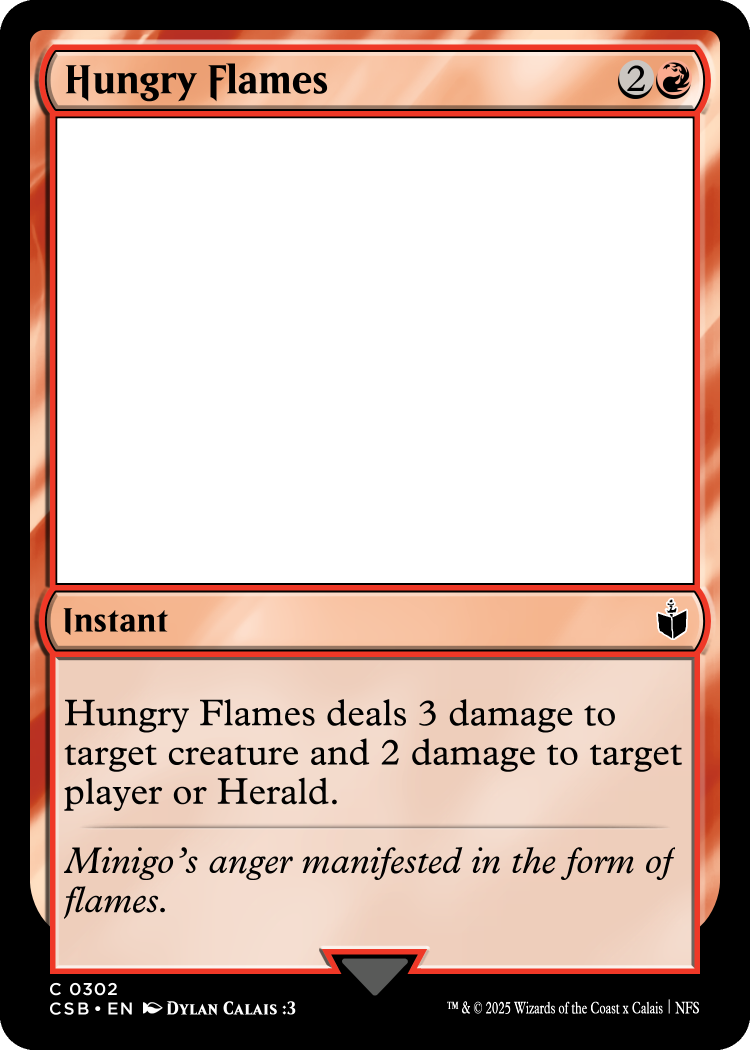 Hungry Flames 2
Instant
Hungry Flames deals 3 damage to
target creature and 2 damage to target
player or Herald.
Minigo's anger manifested in the form of
flames.
C 0302
CSB • EN DYLAN CALAIS :3
™ & © 2025 Wizards of the Coast x Calais | NFS